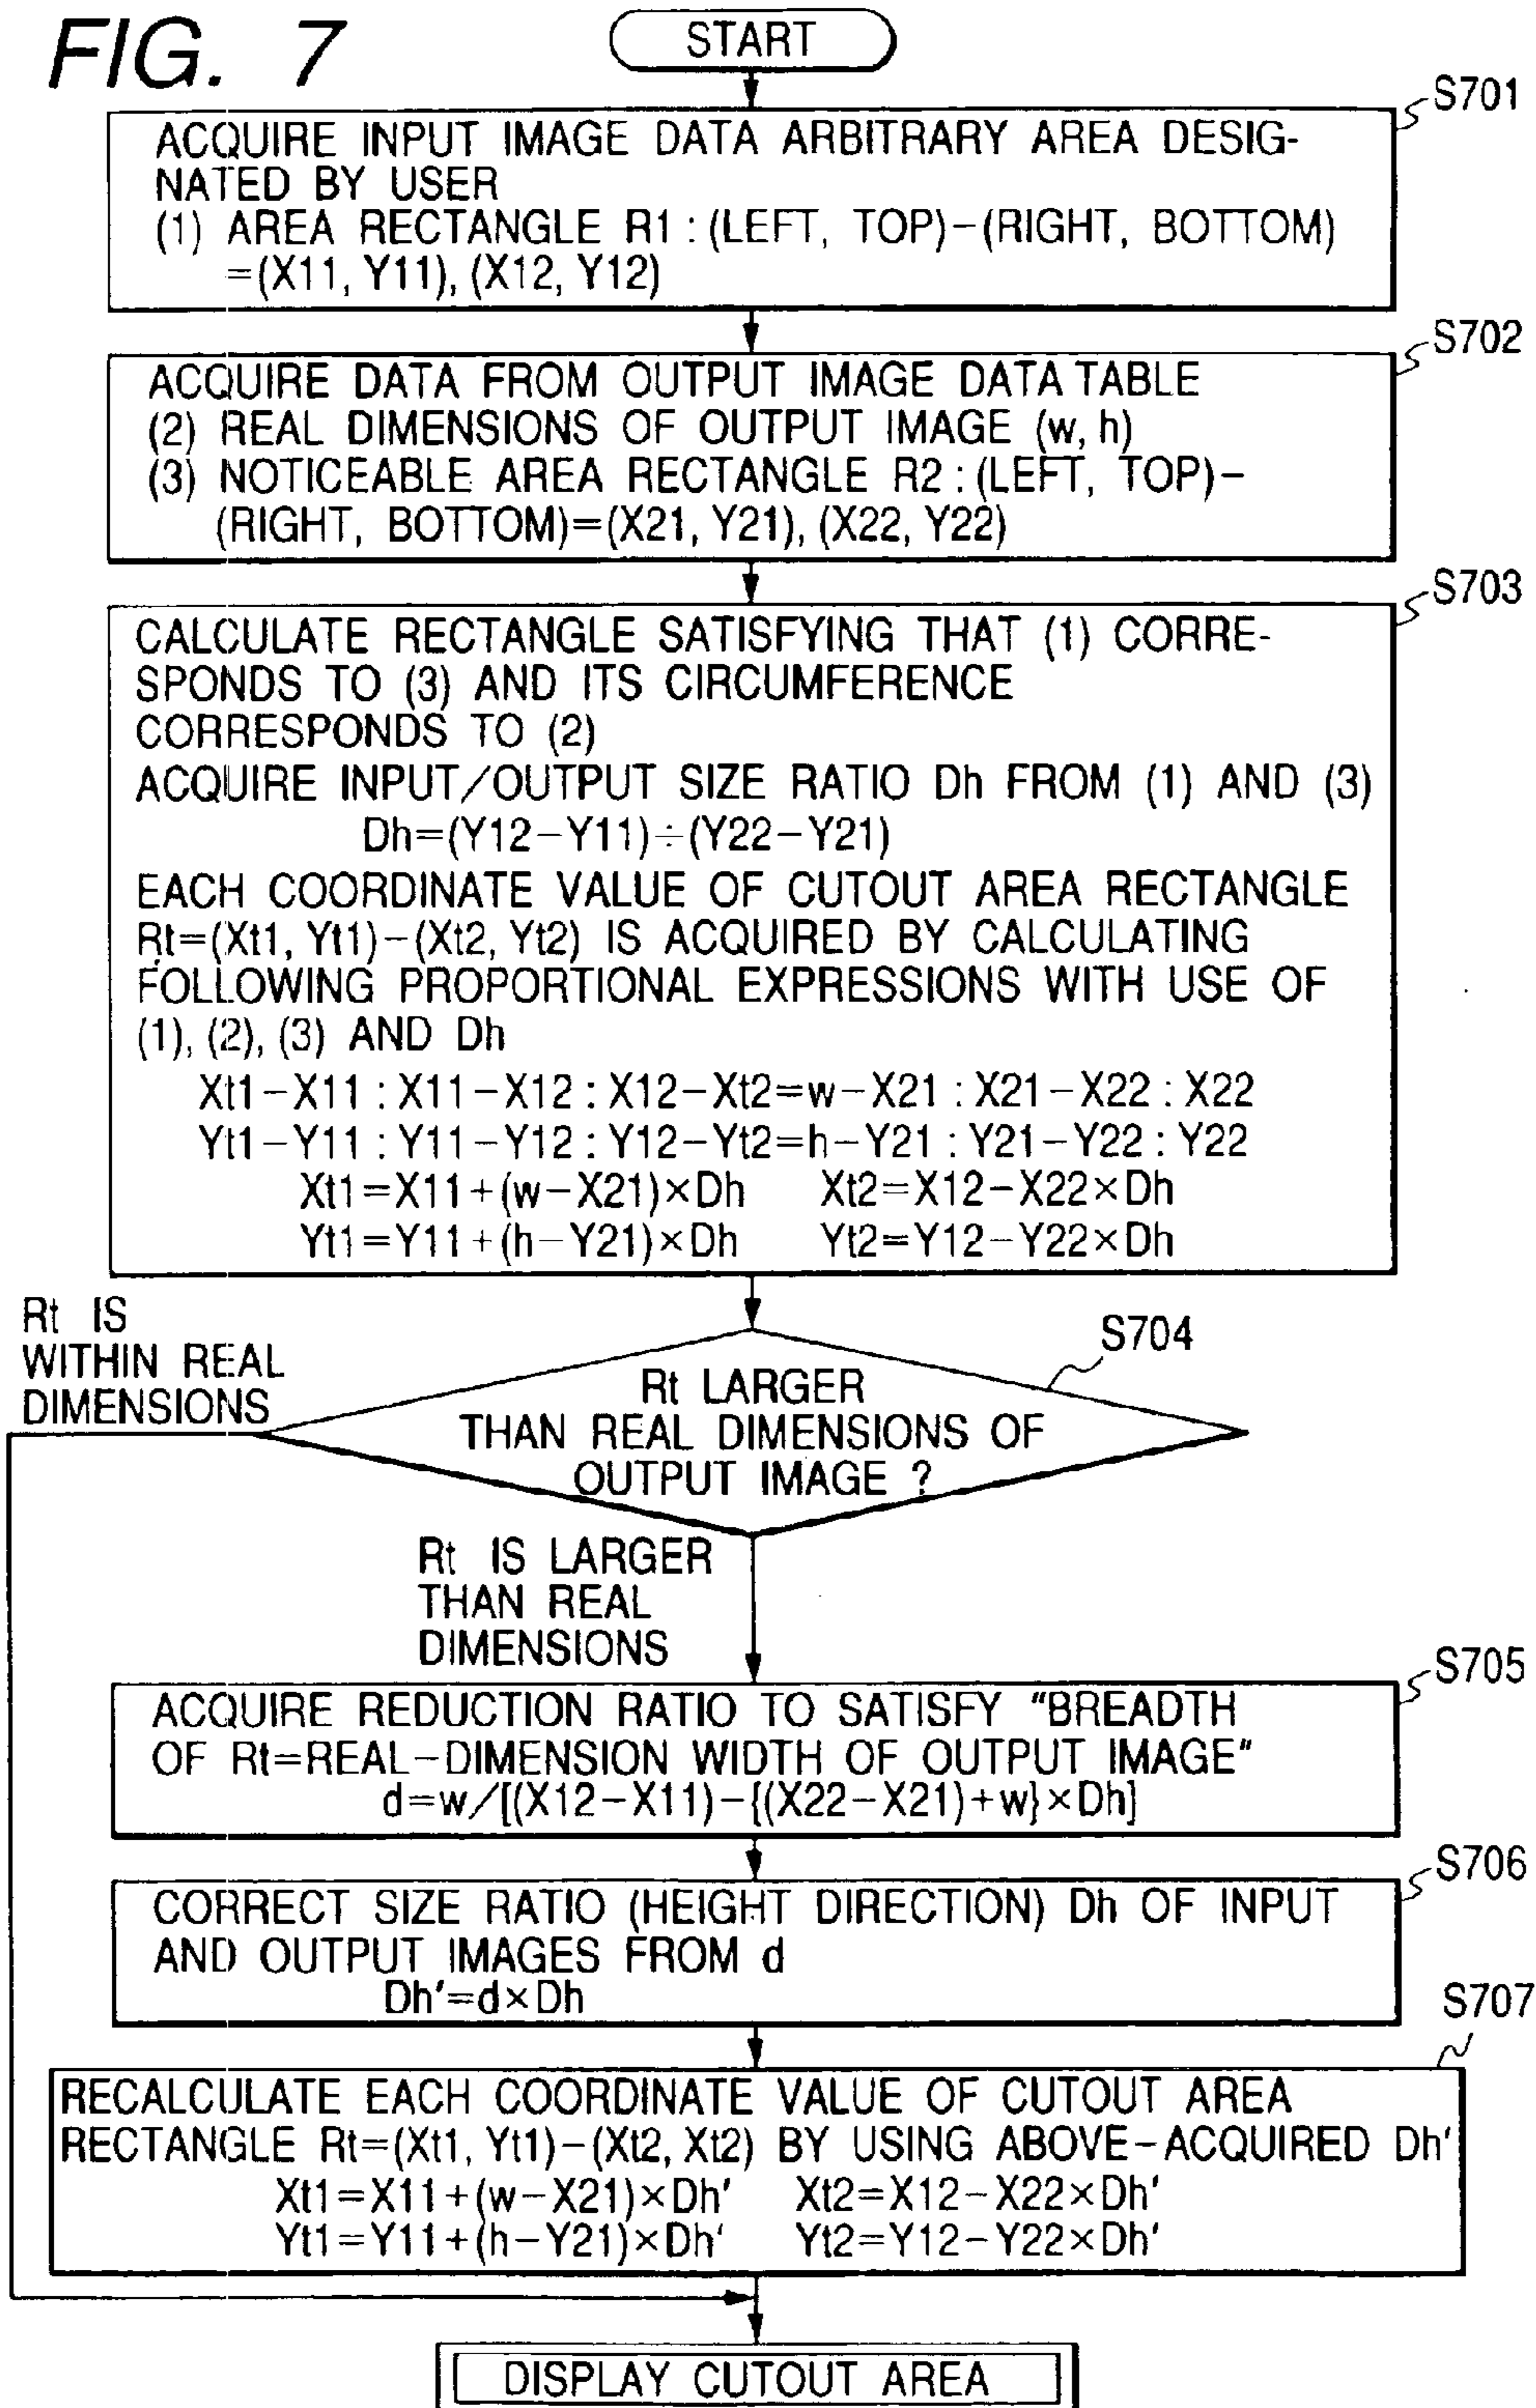 FIG. 7
START
S701
ACQUIRE INPUT IMAGE DATA ARBITRARY AREA DESIG-
NATED BY USER
(1) AREA RECTANGLE R1 : (LEFT, TOP)-(RIGHT, BOTTOM)
=(X11, Y11), (X12, Y12)
S702
ACQUIRE DATA FROM OUTPUT IMAGE DATA TABLE
(2) REAL DIMENSIONS OF OUTPUT IMAGE (w, h)
(3) NOTICEABLE AREA RECTANGLE R2 : (LEFT, TOP)-
(RIGHT, BOTTOM)=(X21, Y21), (X22, Y22)
S703
CALCULATE RECTANGLE SATISFYING THAT (1) CORRE-
SPONDS TO (3) AND ITS CIRCUMFERENCE
CORRESPONDS TO (2)
ACQUIRE INPUT/OUTPUT SIZE RATIO Dh FROM (1) AND (3)
Dh=(Y12-Y11)÷(Y22-Y21)
EACH COORDINATE VALUE OF CUTOUT AREA RECTANGLE
Rt=(Xt1, Yt1)-(Xt2, Yt2) IS ACQUIRED BY CALCULATING
FOLLOWING PROPORTIONAL EXPRESSIONS WITH USE OF
(1), (2), (3) AND Dh
Xt1-X11 : X11-X12 : X12-Xt2=w-X21 : X21-X22 : X22
Yt1-Y11 : Y11-Y12 : Y12-Yt2=h-Y21 : Y21-Y22 : Y22
Xt1=X11+(w-X21)×Dh Xt2=X12-X22×Dh
Yt1=Y11+(h-Y21)×Dh Yt2=Y12-Y22×Dh
Rt IS
WITHIN REAL
DIMENSIONS
S704
Rt LARGER
THAN REAL DIMENSIONS OF
OUTPUT IMAGE ?
Rt IS LARGER
THAN REAL
DIMENSIONS
S705
ACQUIRE REDUCTION RATIO TO SATISFY "BREADTH
OF Rt=REAL-DIMENSION WIDTH OF OUTPUT IMAGE"
d=w/[(X12-X11)-{(X22-X21)+w}×Dh]
S706
CORRECT SIZE RATIO (HEIGHT DIRECTION) Dh OF INPUT
AND OUTPUT IMAGES FROM d
Dh'=d×Dh
S707
RECALCULATE EACH COORDINATE VALUE OF CUTOUT AREA
RECTANGLE Rt=(Xt1, Yt1)-(Xt2, Xt2) BY USING ABOVE-ACQUIRED Dh'
Xt1=X11+(w-X21)×Dh' Xt2=X12-X22×Dh'
Yt1=Y11+(h-Y21)×Dh' Yt2=Y12-Y22×Dh'
DISPLAY CUTOUT AREA